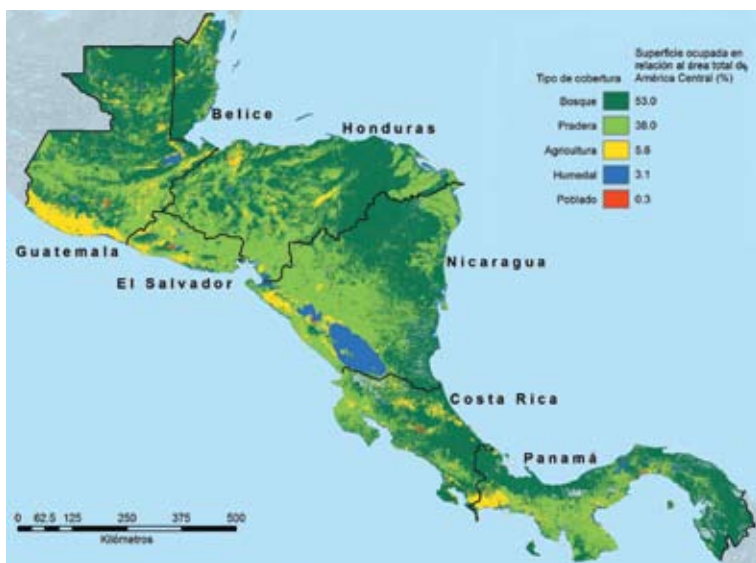 Superficie ocupada en
relación al área total de
Tipo de cobertura América Central (%)
Bosque 53.0
Pradera 38.0
Agricultura 5.6
Humedal 3.1
Poblado 0.3
Belice
Honduras
Guatemala
El Salvador
Nicaragua
Costa Rica
Panamá
0 62.5 125 250 375 500
Kilómetros